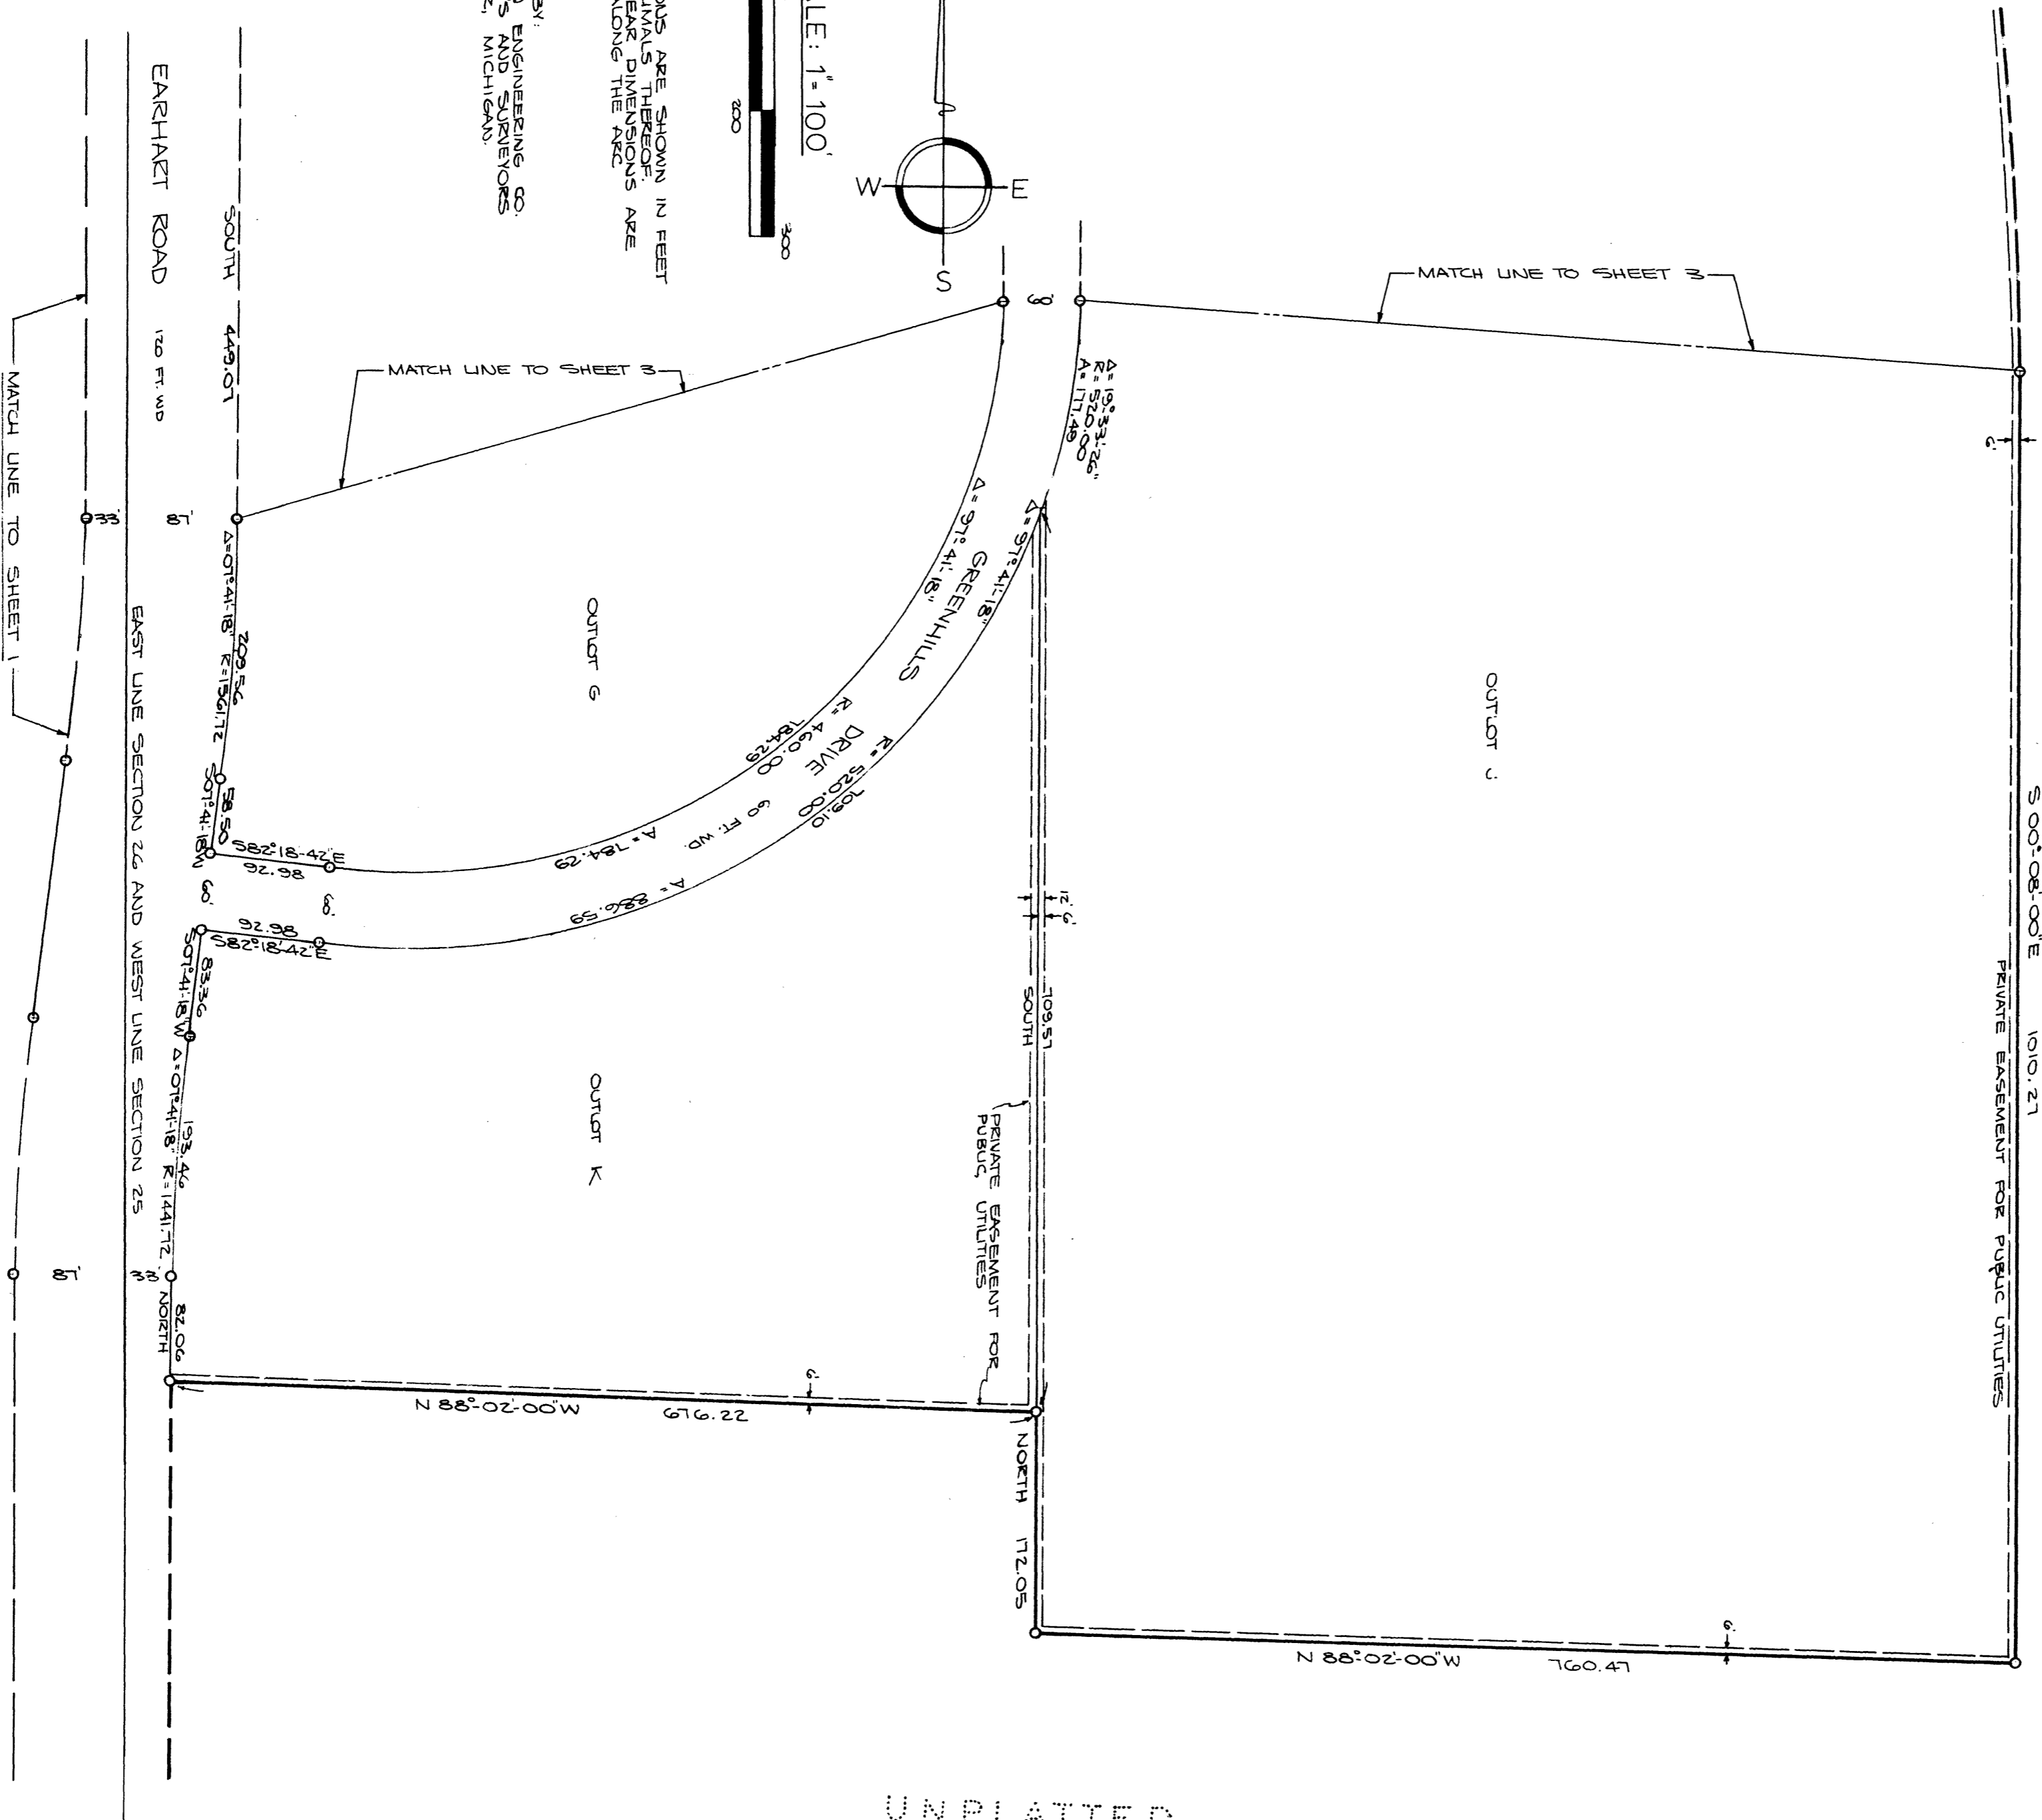 SCALE: 1"=100'
200
300
ONS ARE SHOWN IN FEET
IMALS THEREOF.
EAR DIMENSIONS ARE
ALONG THE ARC
BY:
ENGINEERING CO.
S AND SURVEYORS
MICHIGAN.
W
E
S
MATCH LINE TO SHEET 3
MATCH LINE TO SHEET 3
MATCH LINE TO SHEET 1
EARHART ROAD 120 FT. WD
SOUTH 449.07
33'
87'
EAST LINE SECTION 26 AND WEST LINE SECTION 25
Δ=07°-41'-18" R=1561.72
209.56
58.50
S07°-41'-18"W
S82°-18'-42"E
92.98
60'
60'
60'
92.98
S82°-18'-42"E
83.36
S07°-41'-18"W
Δ=07°-41'-18" R=1441.72
193.46
87'
33'
82.06
NORTH
OUTLOT G
OUTLOT K
OUTLOT J
Δ=19°-33'-26"
R=520.00
A=177.49
Δ=97°-41'-18"
Δ=97°-41'-18"
GREENHILLS DRIVE 60 FT. WD.
R=460.00
784.29
A=784.29
R=520.00
709.10
A=886.59
12'
6'
709.57
SOUTH
PRIVATE EASEMENT FOR
PUBLIC UTILITIES
6'
N 88°-02'-00"W 676.22
NORTH 172.05
6'
N 88°-02'-00"W 760.47
6'
S 00°-08'-00"E 1010.27
PRIVATE EASEMENT FOR PUBLIC UTILITIES
UNPLATTED